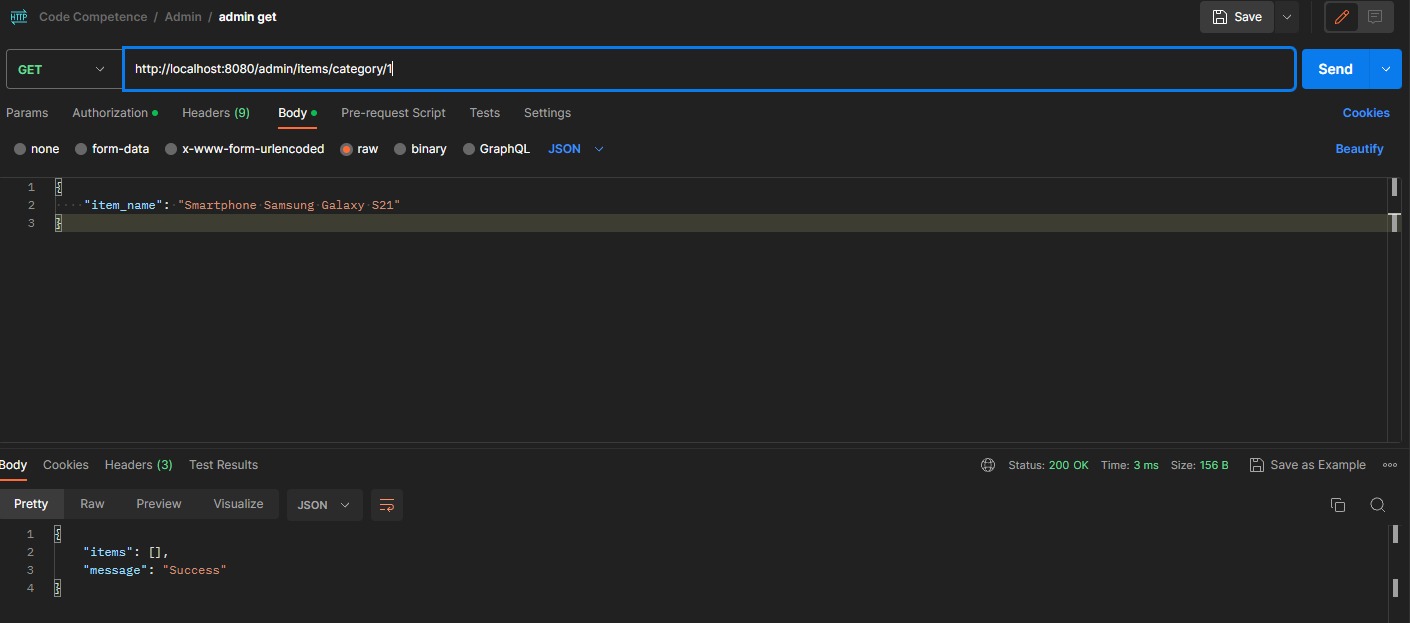 HTTP Code Competence / Admin / admin get Save
GET http://localhost:8080/admin/items/category/1 Send
Params Authorization Headers (9) Body Pre-request Script Tests Settings Cookies
none form-data x-www-form-urlencoded raw binary GraphQL JSON Beautify
1 {
2 "item_name": "Smartphone Samsung Galaxy S21"
3 }
Body Cookies Headers (3) Test Results Status: 200 OK Time: 3 ms Size: 156 B Save as Example
Pretty Raw Preview Visualize JSON
1 {
2 "items": [],
3 "message": "Success"
4 }